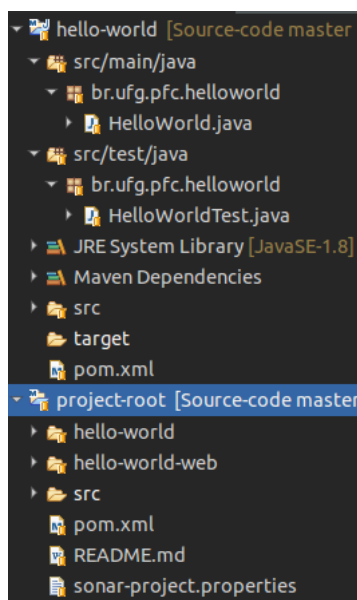 hello-world [Source-code master
src/main/java
br.ufg.pfc.helloworld
HelloWorld.java
src/test/java
br.ufg.pfc.helloworld
HelloWorldTest.java
JRE System Library [JavaSE-1.8]
Maven Dependencies
src
target
pom.xml
project-root [Source-code master
hello-world
hello-world-web
src
pom.xml
README.md
sonar-project.properties